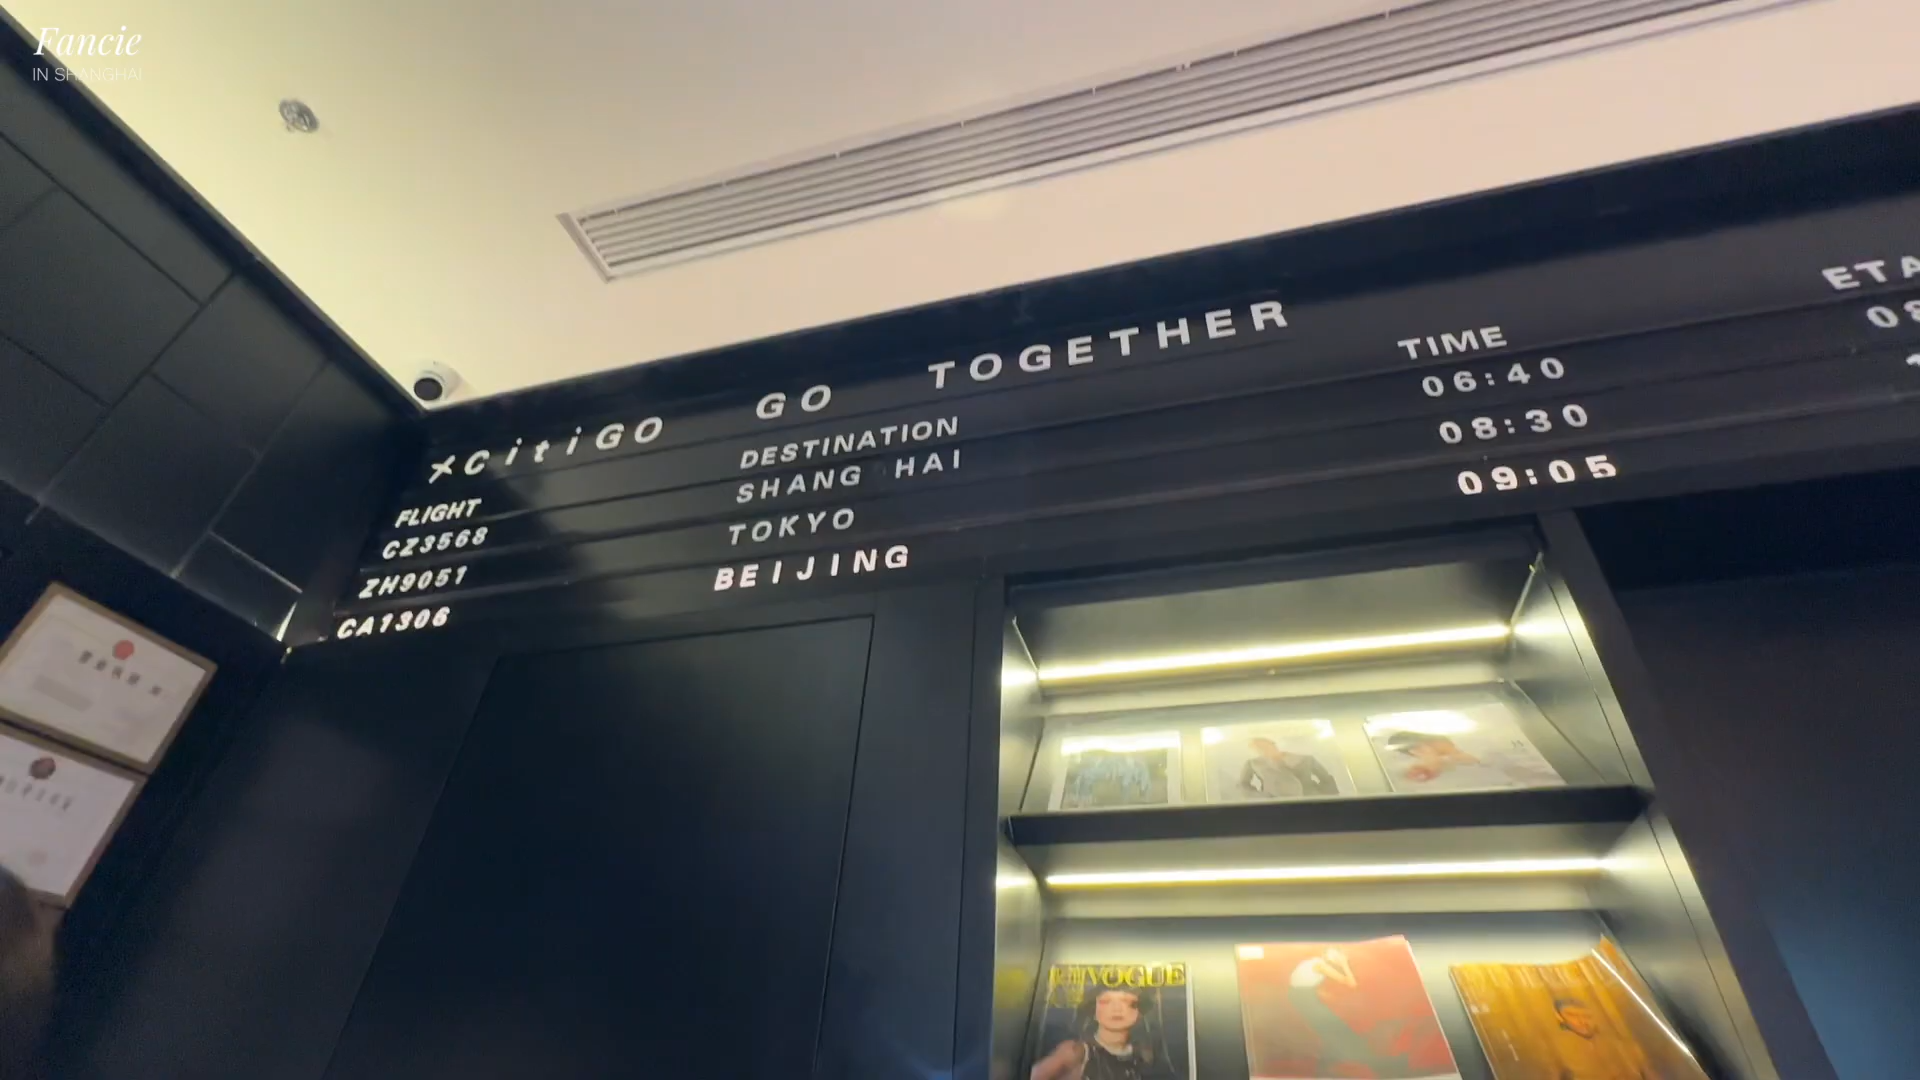 Fancie
IN SHANGHAI
XCitiGO GO TOGETHER
FLIGHT DESTINATION TIME ETA
CZ3568 SHANG HAI 06:40
ZH9051 TOKYO 08:30
CA1306 BEIJING 09:05
VOGUE